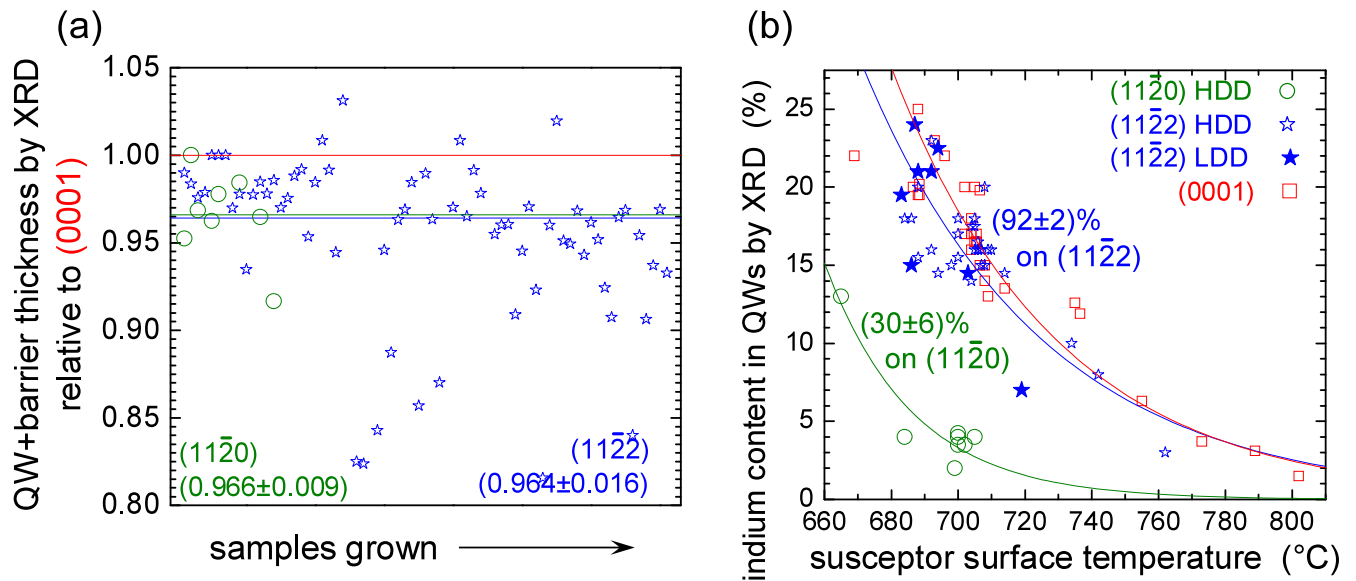 (a)
QW+barrier thickness by XRD
relative to (0001)
1.05
1.00
0.95
0.90
0.85
0.80
(112̅0)
(0.966±0.009)
(112̅2)
(0.964±0.016)
samples grown
(b)
indium content in QWs by XRD (%)
25
20
15
10
5
0
(112̅0) HDD
(112̅2) HDD
(112̅2) LDD
(0001)
(92±2)%
on (112̅2)
(30±6)%
on (112̅0)
660 680 700 720 740 760 780 800
susceptor surface temperature (°C)